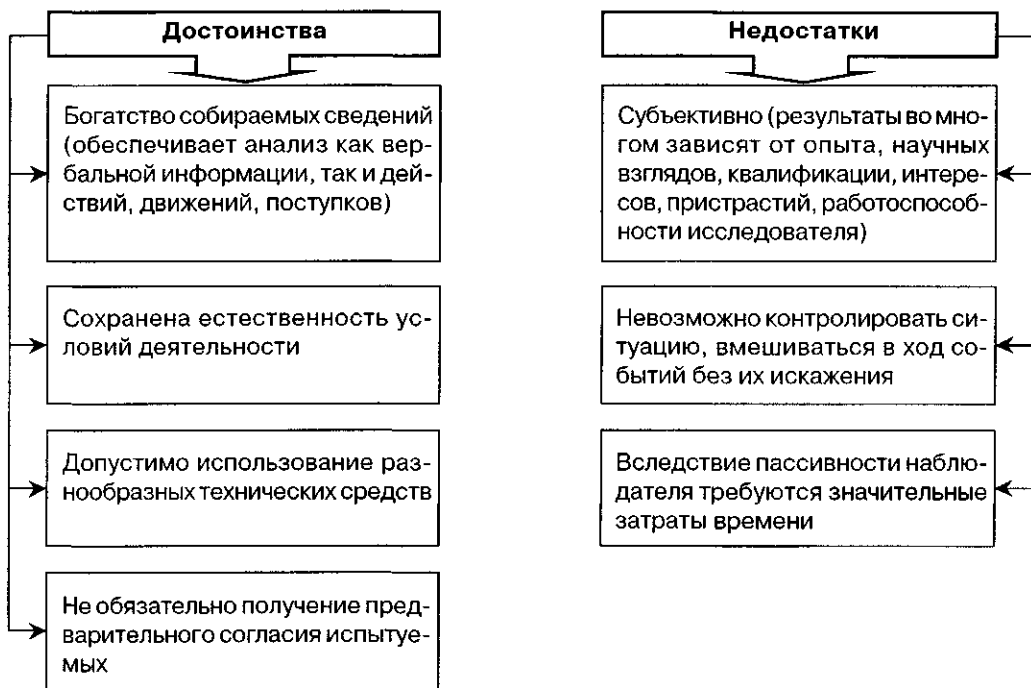 Достоинства
Богатство собираемых сведений
(обеспечивает анализ как вер-
бальной информации, так и дей-
ствий, движений, поступков)
Сохранена естественность ус-
ловий деятельности
Допустимо использование раз-
нообразных технических средств
Не обязательно получение пред-
варительного согласия испытуе-
мых
Недостатки
Субъективно (результаты во мно-
гом зависят от опыта, научных
взглядов, квалификации, интере-
сов, пристрастий, работоспособ-
ности исследователя)
Невозможно контролировать си-
туацию, вмешиваться в ход со-
бытий без их искажения
Вследствие пассивности наблю-
дателя требуются значительные
затраты времени